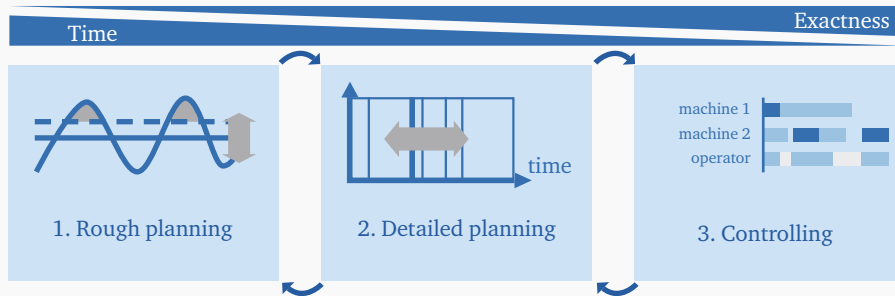 Time
Exactness
1. Rough planning
time
2. Detailed planning
machine 1
machine 2
operator
3. Controlling